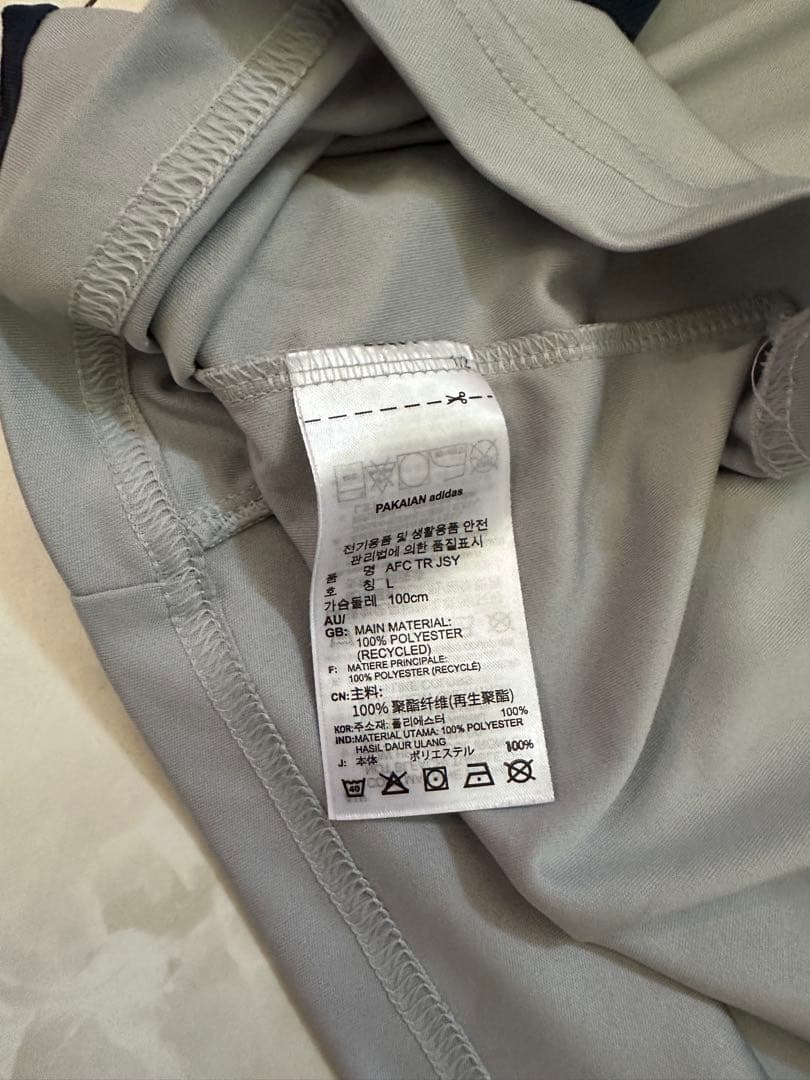 1/2
PAKAIAN adidas
전기용품 및 생활용품 안전
관리법에 의한 품질표시
품 명 AFC TR JSY
호 칭 L
가슴둘레 100cm
AU/
GB: MAIN MATERIAL:
100% POLYESTER
(RECYCLED)
F: MATIERE PRINCIPALE:
100% POLYESTER (RECYCLÉ)
CN:主料:
100% 聚酯纤维(再生聚酯)
KOR:주소재: 폴리에스터 100%
IND:MATERIAL UTAMA: 100% POLYESTER
HASIL DAUR ULANG
J: 本体 ポリエステル 100%
40